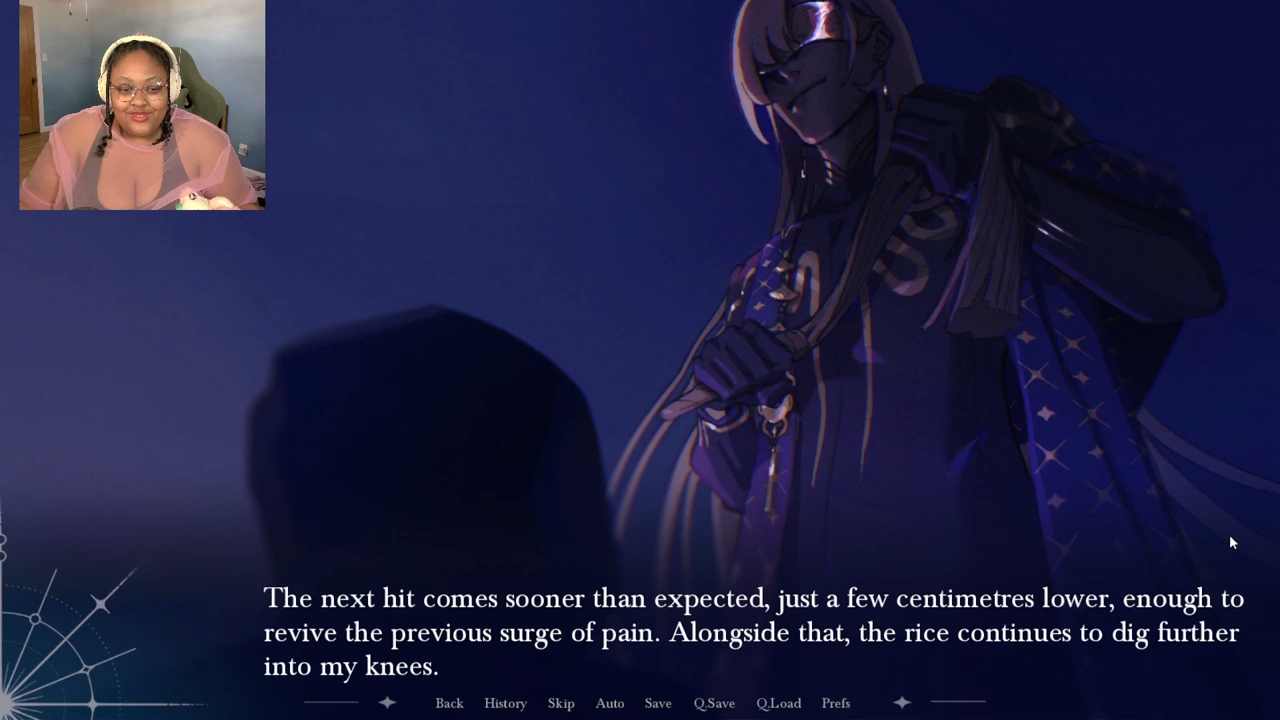 The next hit comes sooner than expected, just a few centimetres lower, enough to
revive the previous surge of pain. Alongside that, the rice continues to dig further
into my knees.
Back History Skip Auto Save Q.Save Q.Load Prefs